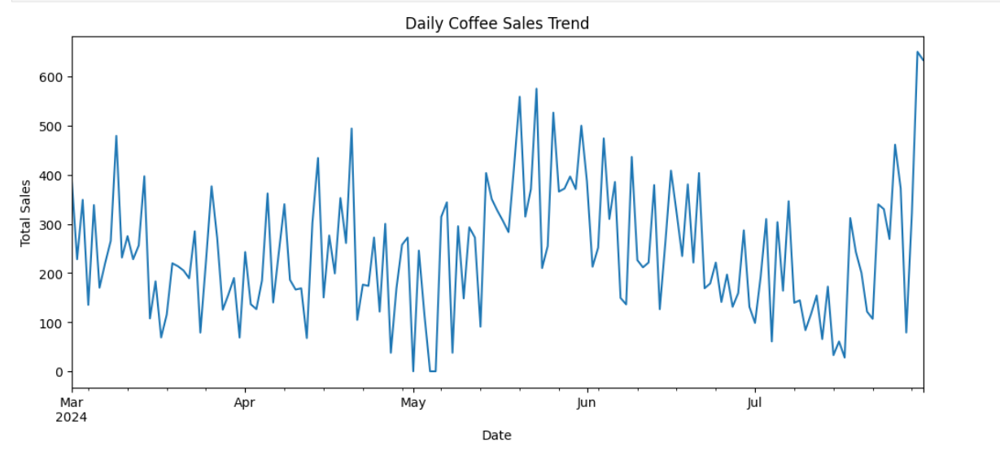 Daily Coffee Sales Trend
Total Sales
600
500
400
300
200
100
0
Mar
2024
Apr
May
Jun
Jul
Date